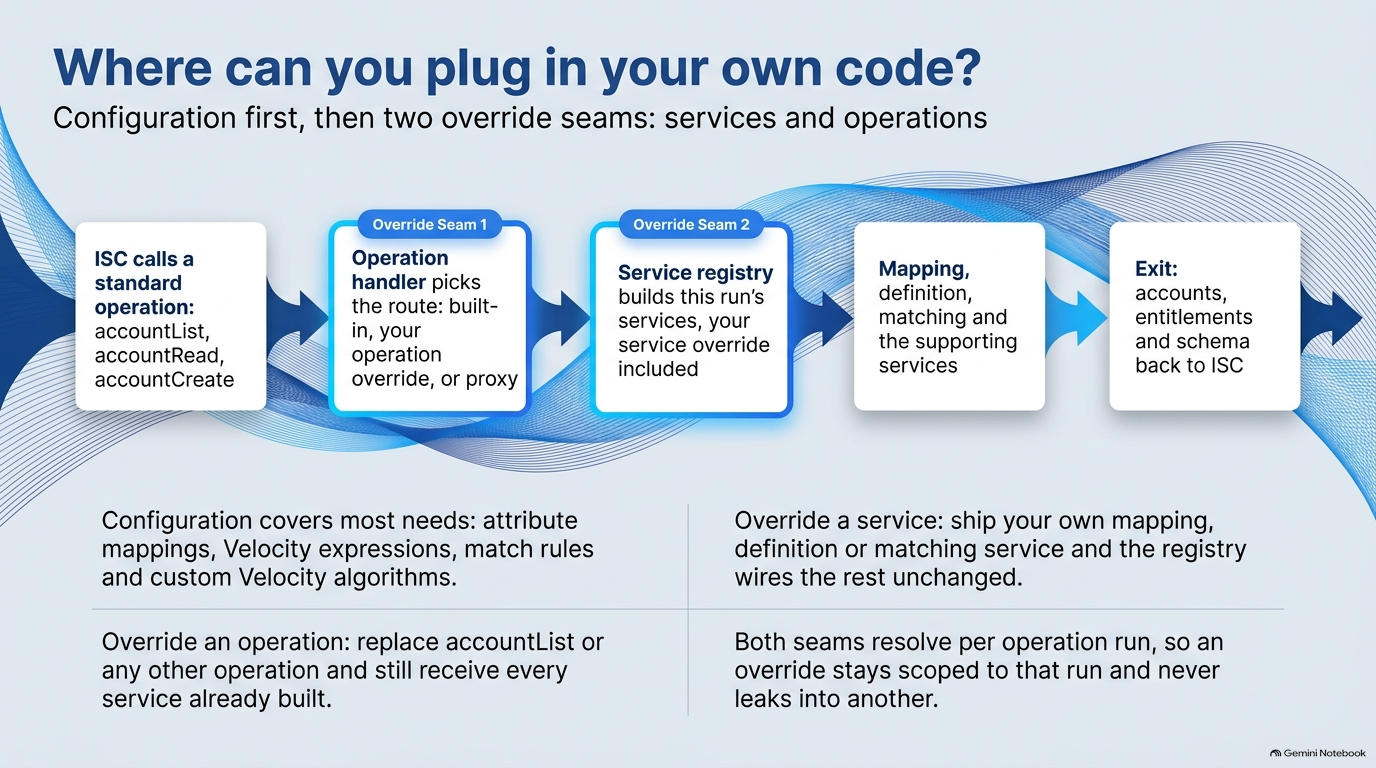 Where can you plug in your own code?
Configuration first, then two override seams: services and operations
ISC calls a
standard
operation:
accountList,
accountRead,
accountCreate
Override Seam 1
Operation
handler picks
the route: built-
in, your
operation
override, or proxy
Override Seam 2
Service registry
builds this run's
services, your
service override
included
Mapping,
definition,
matching and
the supporting
services
Exit:
accounts,
entitlements
and schema
back to ISC
Configuration covers most needs: attribute
mappings, Velocity expressions, match rules
and custom Velocity algorithms.
Override a service: ship your own mapping,
definition or matching service and the registry
wires the rest unchanged.
Override an operation: replace accountList or
any other operation and still receive every
service already built.
Both seams resolve per operation run, so an
override stays scoped to that run and never
leaks into another.
Gemini Notebook